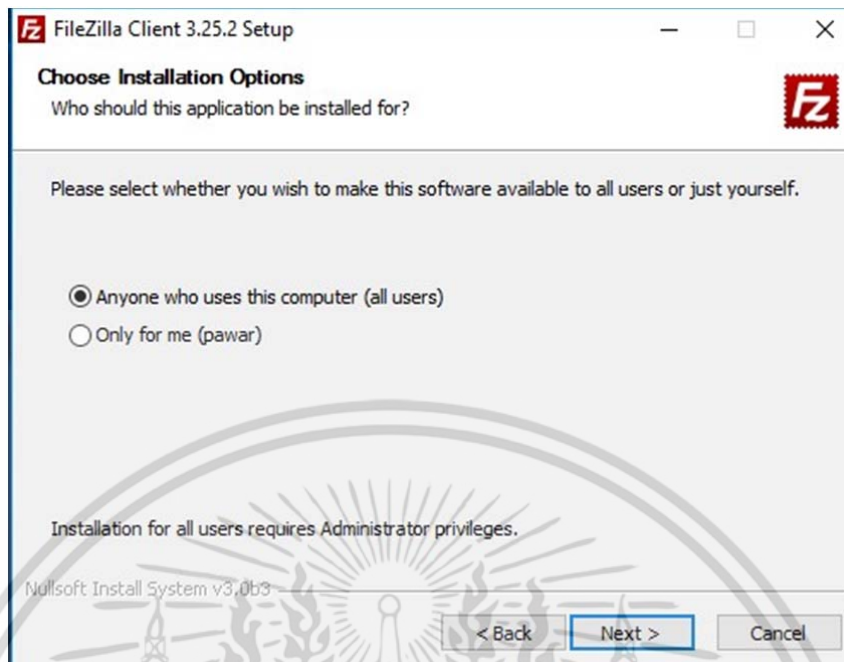 FZ FileZilla Client 3.25.2 Setup
Choose Installation Options
Who should this application be installed for?
FZ
Please select whether you wish to make this software available to all users or just yourself.
Anyone who uses this computer (all users)
Only for me (pawar)
Installation for all users requires Administrator privileges.
Nullsoft Install System v3.0b3
< Back Next > Cancel